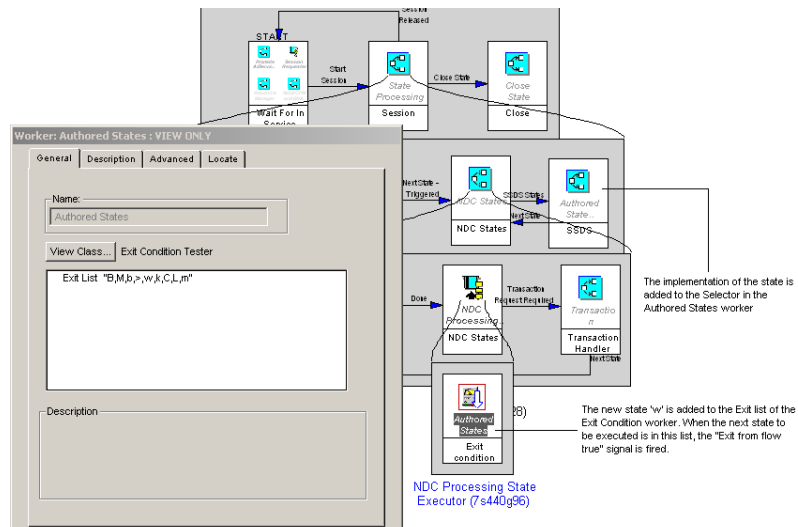 Session
Released
START
Start
Session
State
Processing
Session
Close State
Close
State
Close
Wait For In
Service
Worker: Authored States : VIEW ONLY
General
Description
Advanced
Locate
Name:
Authored States
View Class...
Exit Condition Tester
Exit List "B,M,b,>,w,k,C,L,m"
Description
NextState -
Triggered
NDC States
NDC States
SSDS States
NextState
Authored
State..
SSDS
The implementation of the state is
added to the Selector in the
Authored States worker
Done
NDC
Processing..
NDC States
Transaction
Request Required
Transactio
n
Transaction
Handler
NextState
28)
Authored
States
Exit
condition
The new state 'w' is added to the Exit list of the
Exit Condition worker. When the next state to
be executed is in this list, the "Exit from flow
true" signal is fired.
NDC Processing State
Executor (7s440g96)